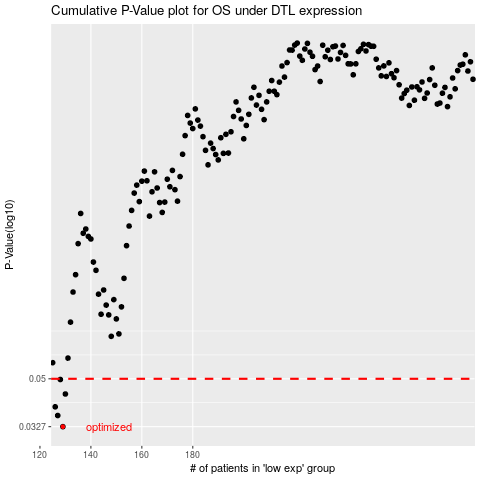 Cumulative P-Value plot for OS under DTL expression
P-Value(log10)
0.05
0.0327
optimized
120 140 160 180
# of patients in 'low exp' group